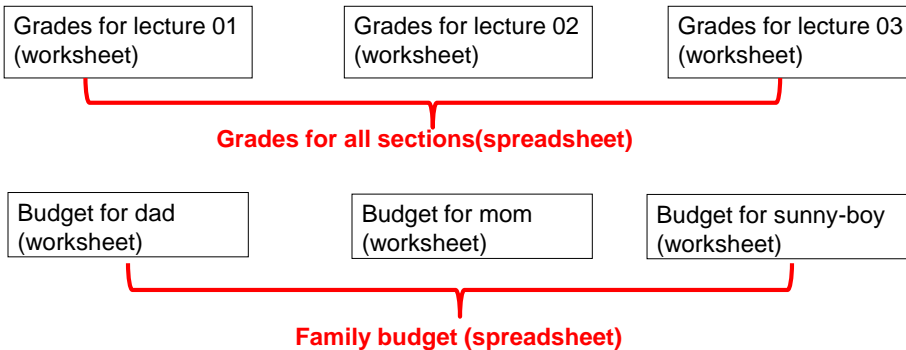 Grades for lecture 01
(worksheet)
Grades for lecture 02
(worksheet)
Grades for lecture 03
(worksheet)
Grades for all sections(spreadsheet)
Budget for dad
(worksheet)
Budget for mom
(worksheet)
Budget for sunny-boy
(worksheet)
Family budget (spreadsheet)